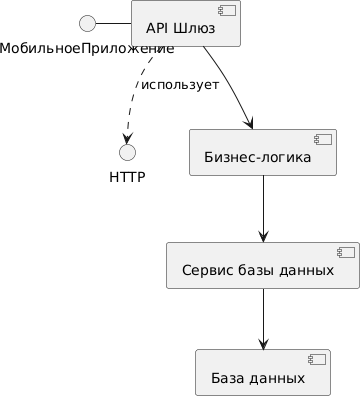 API Шлюз
МобильноеПриложение
использует
HTTP
Бизнес-логика
Сервис базы данных
База данных